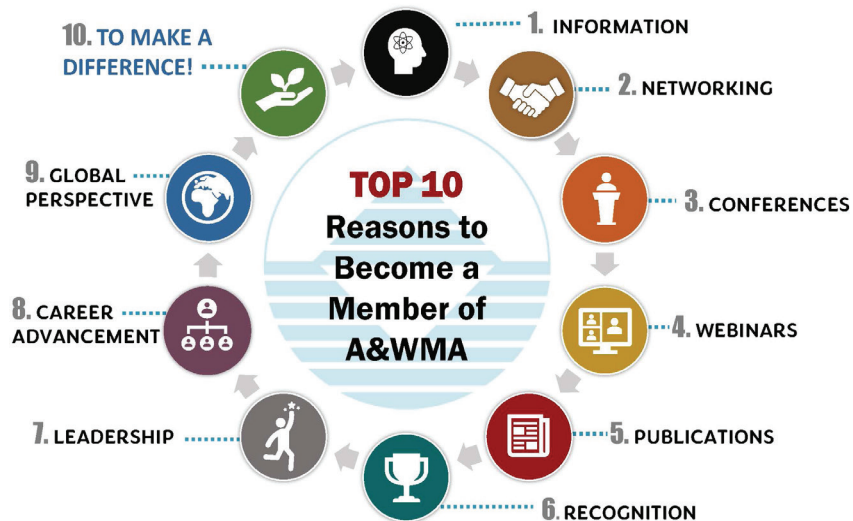 TOP 10
Reasons to
Become a
Member of
A&WMA
1. INFORMATION
2. NETWORKING
3. CONFERENCES
4. WEBINARS
5. PUBLICATIONS
6. RECOGNITION
7. LEADERSHIP
8. CAREER
ADVANCEMENT
9. GLOBAL
PERSPECTIVE
10. TO MAKE A
DIFFERENCE!